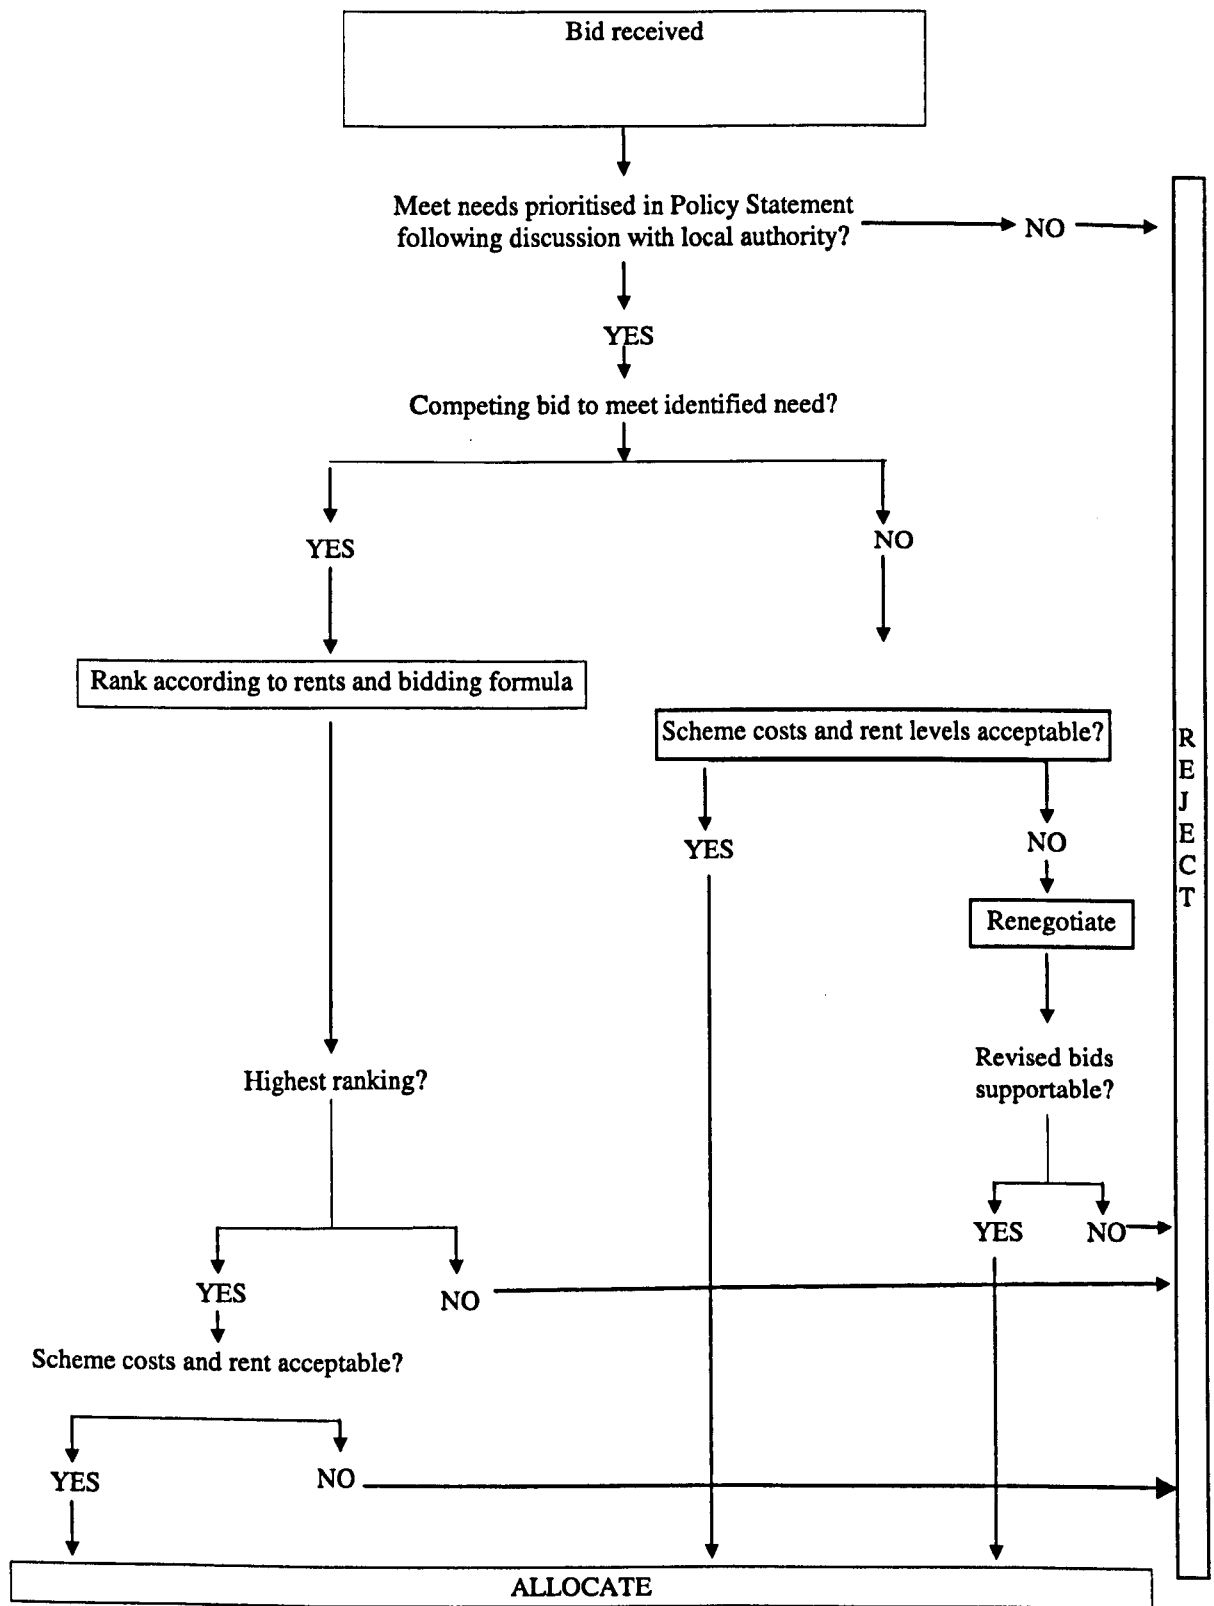 Bid received
Meet needs prioritised in Policy Statement
following discussion with local authority?
NO
YES
Competing bid to meet identified need?
YES
NO
Rank according to rents and bidding formula
Scheme costs and rent levels acceptable?
YES
NO
Renegotiate
Highest ranking?
Revised bids
supportable?
YES
NO
YES
NO
Scheme costs and rent acceptable?
YES
NO
R
E
J
E
C
T
ALLOCATE